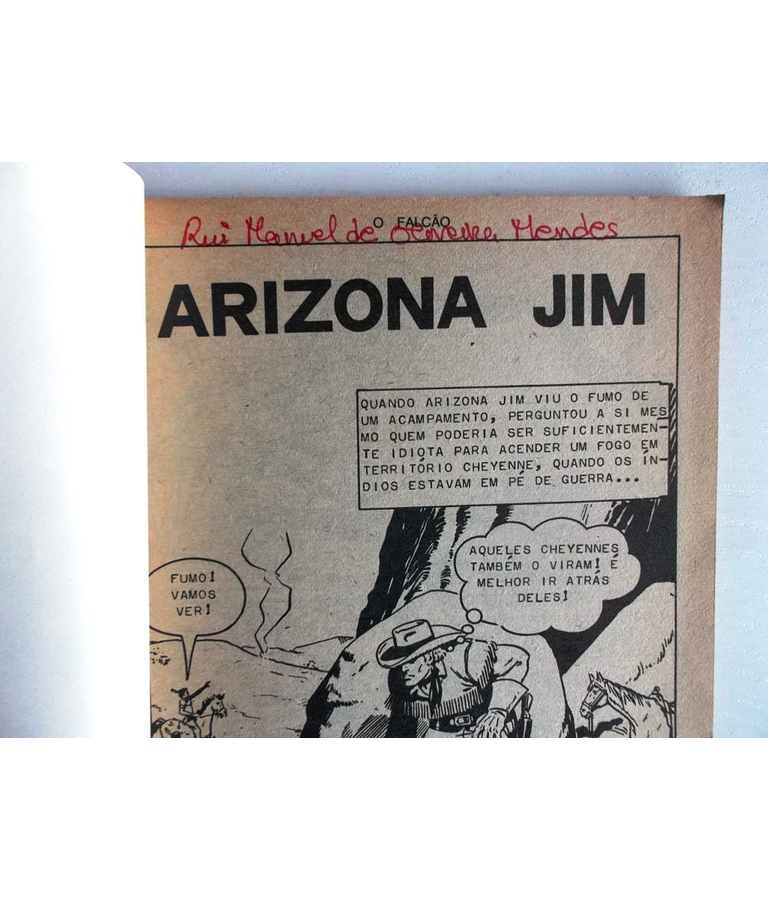 O FALCÃO
Rui Manuel de Oliveira Mendes
ARIZONA JIM
QUANDO ARIZONA JIM VIU O FUMO DE
UM ACAMPAMENTO, PERGUNTOU A SI MES-
MO QUEM PODERIA SER SUFICIENTEMEN-
TE IDIOTA PARA ACENDER UM FOGO EM
TERRITÓRIO CHEYENNE, QUANDO OS ÍN-
DIOS ESTAVAM EM PÉ DE GUERRA...
AQUELES CHEYENNES
TAMBÉM O VIRAM! É
MELHOR IR ATRÁS
DELES!
FUMO!
VAMOS
VER!